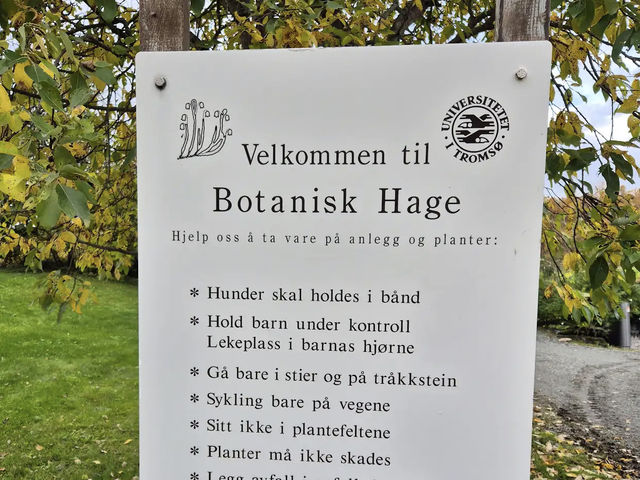 UNIVERSITETET I TROMSØ
Velkommen til
Botanisk Hage
Hjelp oss å ta vare på anlegg og planter:
* Hunder skal holdes i bånd
* Hold barn under kontroll
Lekeplass i barnas hjørne
* Gå bare i stier og på tråkkstein
* Sykling bare på vegene
* Sitt ikke i plantefeltene
* Planter må ikke skades
* Legg avfall i